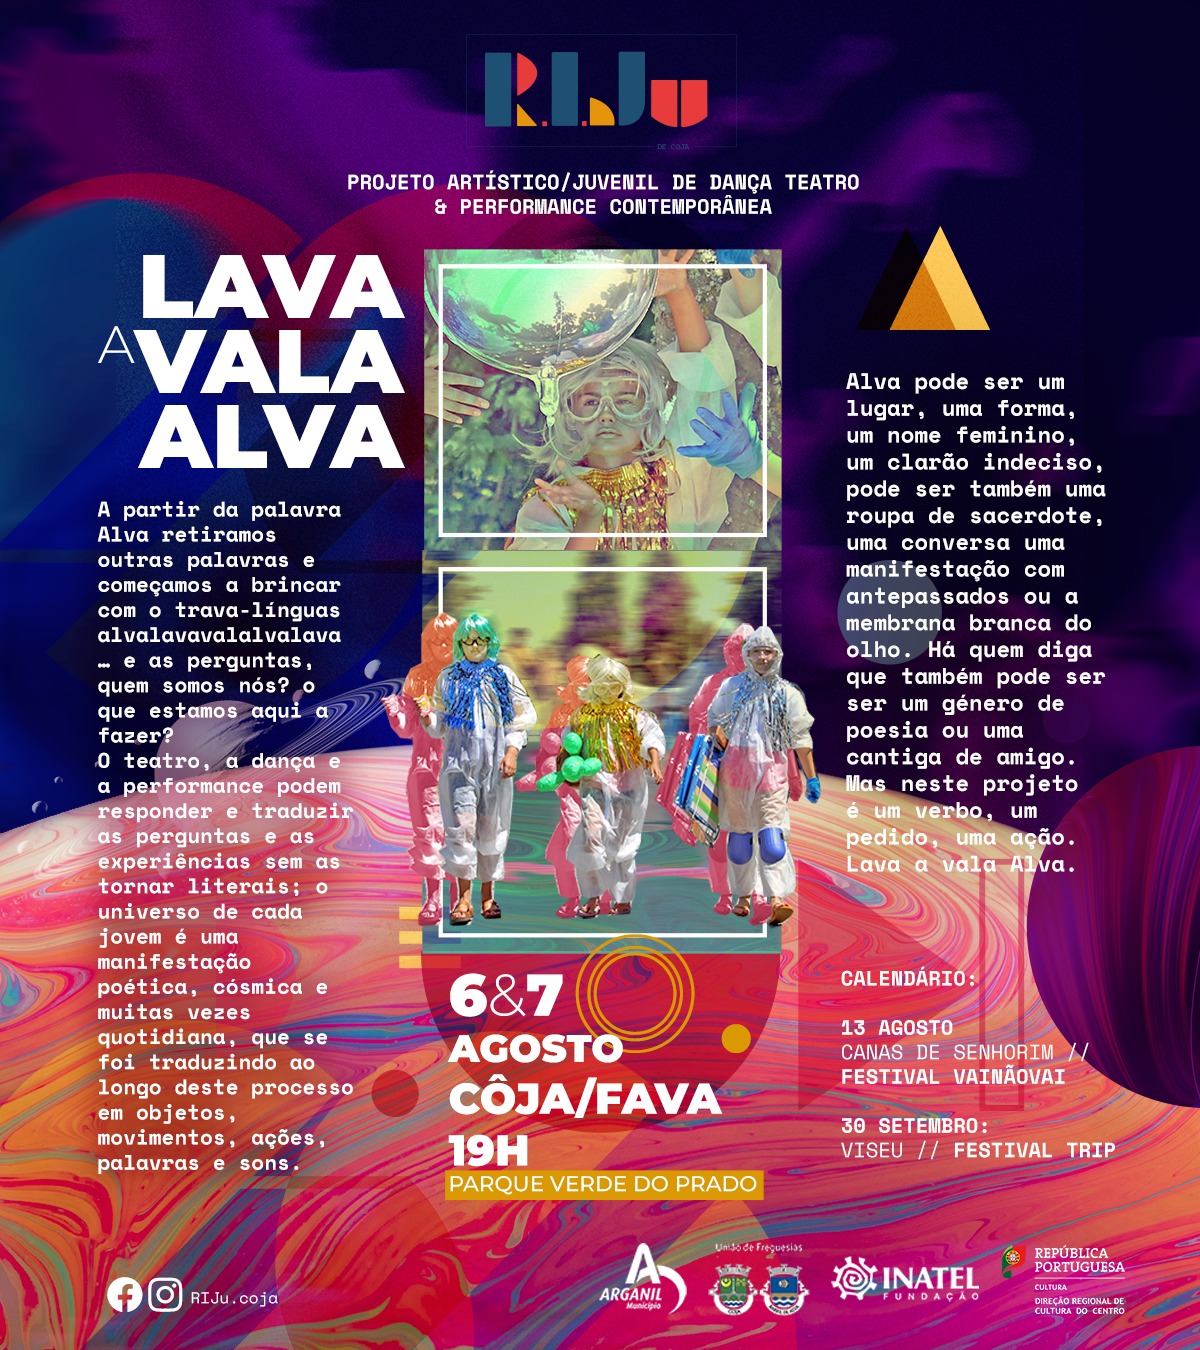 R.I.Ju
DE COJA
PROJETO ARTÍSTICO/JUVENIL DE DANÇA TEATRO
& PERFORMANCE CONTEMPORÂNEA
LAVA
A VALA
ALVA
A partir da palavra
Alva retiramos
outras palavras e
começamos a brincar
com o trava-línguas
alvalavavalalvalava
… e as perguntas,
quem somos nós? o
que estamos aqui a
fazer?
O teatro, a dança e
a performance podem
responder e traduzir
as perguntas e as
experiências sem as
tornar literais; o
universo de cada
jovem é uma
manifestação
poética, cósmica e
muitas vezes
quotidiana, que se
foi traduzindo ao
longo deste processo
em objetos,
movimentos, ações,
palavras e sons.
6&7
AGOSTO
CÔJA/FAVA
19H
PARQUE VERDE DO PRADO
Alva pode ser um
lugar, uma forma,
um nome feminino,
um clarão indeciso,
pode ser também uma
roupa de sacerdote,
uma conversa uma
manifestação com
antepassados ou a
membrana branca do
olho. Há quem diga
que também pode ser
ser um género de
poesia ou uma
cantiga de amigo.
Mas neste projeto
é um verbo, um
pedido, uma ação.
Lava a vala Alva.
CALENDÁRIO:
13 AGOSTO
CANAS DE SENHORIM //
FESTIVAL VAINÃOVAI
30 SETEMBRO:
VISEU // FESTIVAL TRIP
RIJu.coja
A
ARGANIL
Município
União de Freguesias
COJA
INATEL
FUNDAÇÃO
REPÚBLICA
PORTUGUESA
CULTURA
DIREÇÃO REGIONAL DE
CULTURA DO CENTRO